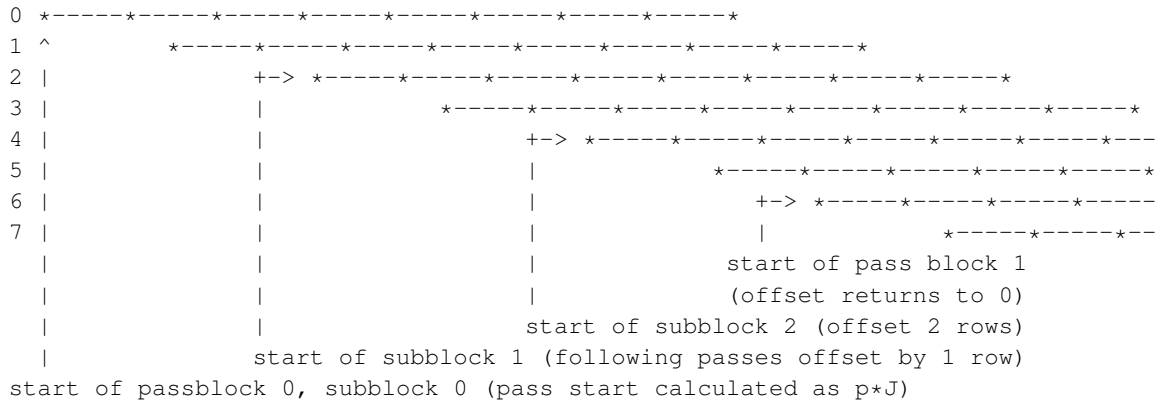 0 *-----*-----*-----*-----*-----*-----*-----*-----*
1 ^        *-----*-----*-----*-----*-----*-----*-----*-----*
2 |              +-> *-----*-----*-----*-----*-----*-----*-----*-----*
3 |              |            *-----*-----*-----*-----*-----*-----*-----*-----*
4 |              |                  +-> *-----*-----*-----*-----*-----*-----*---
5 |              |                  |            *-----*-----*-----*-----*-----*
6 |              |                  |               +-> *-----*-----*-----*-----
7 |              |                  |               |            *-----*-----*--
  |              |                  |             start of pass block 1
  |              |                  |             (offset returns to 0)
  |              |                  start of subblock 2 (offset 2 rows)
  |              start of subblock 1 (following passes offset by 1 row)
start of passblock 0, subblock 0 (pass start calculated as p*J)